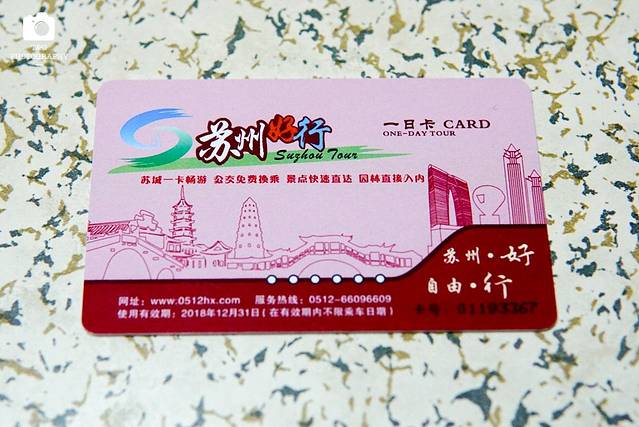 PHOTOGRAPHY
苏州好行
Suzhou Tour
一日卡 CARD
ONE-DAY TOUR
苏城一卡畅游 公交免费换乘 景点快速直达 园林直接入内
苏州·好
自由·行
网址：www.0512hx.com 服务热线：0512-66096609
使用有效期：2018年12月31日（在有效期内不限乘车日期）
卡号：01193367